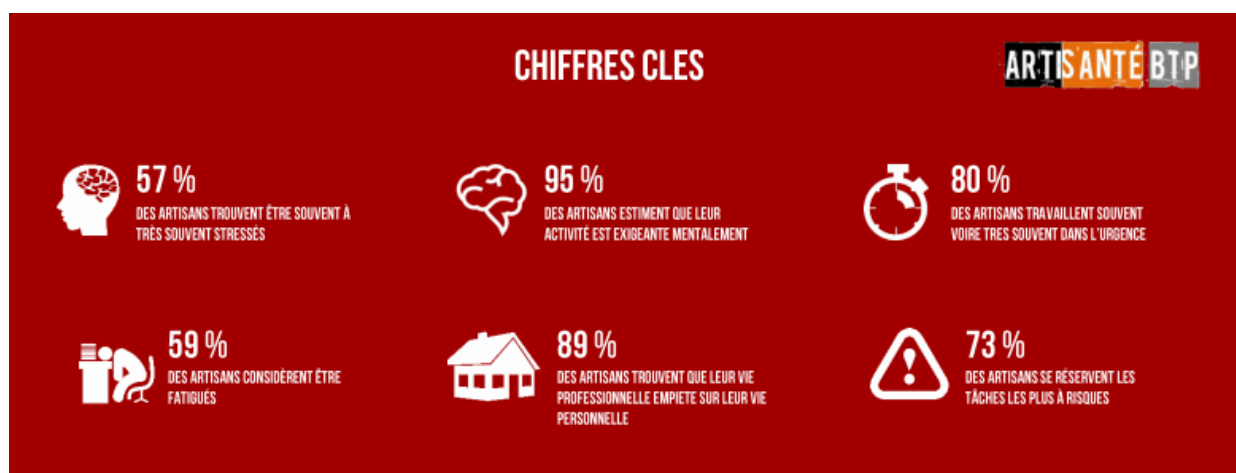 CHIFFRES CLES
ARTISANTÉ BTP
57 %
DES ARTISANS TROUVENT ÊTRE SOUVENT À
TRÈS SOUVENT STRESSÉS
95 %
DES ARTISANS ESTIMENT QUE LEUR
ACTIVITÉ EST EXIGEANTE MENTALEMENT
80 %
DES ARTISANS TRAVAILLENT SOUVENT
VOIRE TRES SOUVENT DANS L'URGENCE
59 %
DES ARTISANS CONSIDÈRENT ÊTRE
FATIGUÉS
89 %
DES ARTISANS TROUVENT QUE LEUR VIE
PROFESSIONNELLE EMPIETE SUR LEUR VIE
PERSONNELLE
73 %
DES ARTISANS SE RÉSERVENT LES
TÂCHES LES PLUS À RISQUES